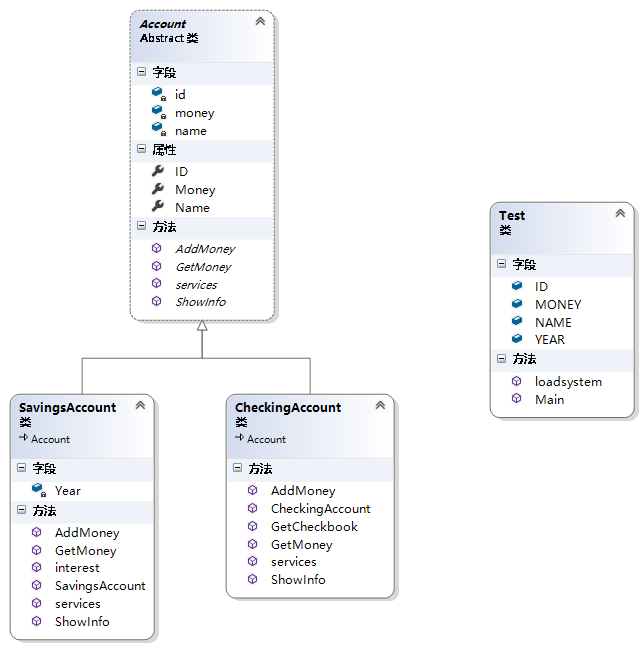 Account
Abstract 类
字段
id
money
name
属性
ID
Money
Name
方法
AddMoney
GetMoney
services
ShowInfo
Test
类
字段
ID
MONEY
NAME
YEAR
方法
loadsystem
Main
SavingsAccount
类
Account
字段
Year
方法
AddMoney
GetMoney
interest
SavingsAccount
services
ShowInfo
CheckingAccount
类
Account
方法
AddMoney
CheckingAccount
GetCheckbook
GetMoney
services
ShowInfo